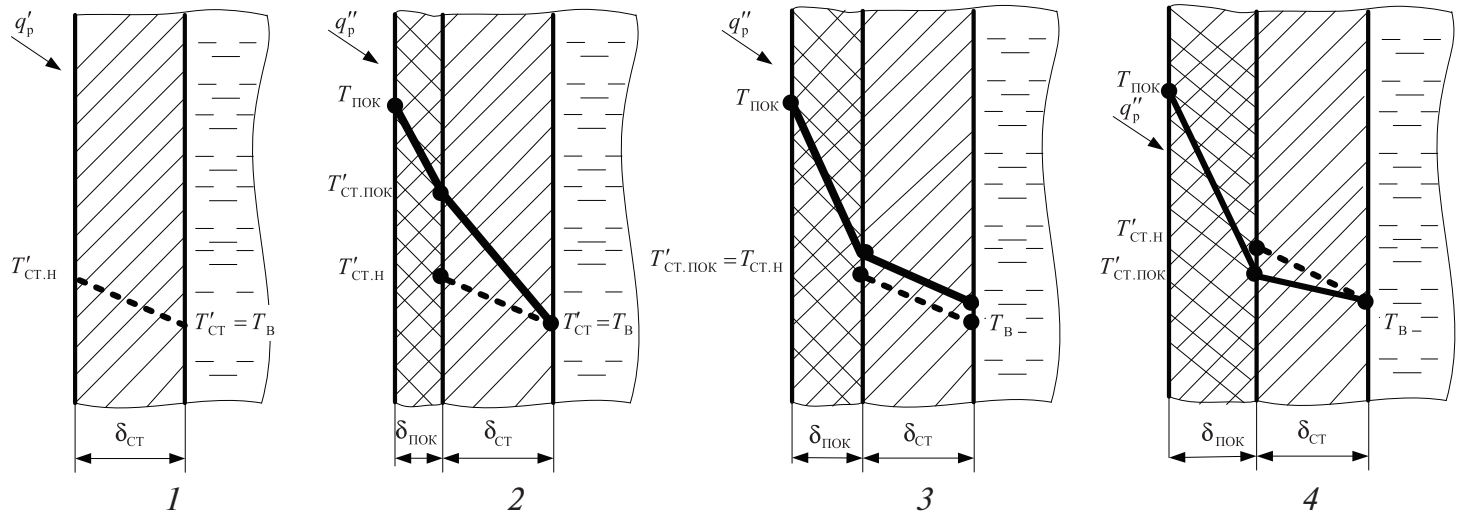 q′р
TПОК
T′СТ.Н
T′СТ = TВ
δСТ
1
q″р
TПОК
T′СТ.ПОК
T′СТ.Н
T′СТ = TВ
δПОК
δСТ
2
q″р
TПОК
T′СТ.ПОК = TСТ.Н
TВ
δПОК
δСТ
3
TПОК
q″р
T′СТ.Н
T′СТ.ПОК
TВ
δПОК
δСТ
4